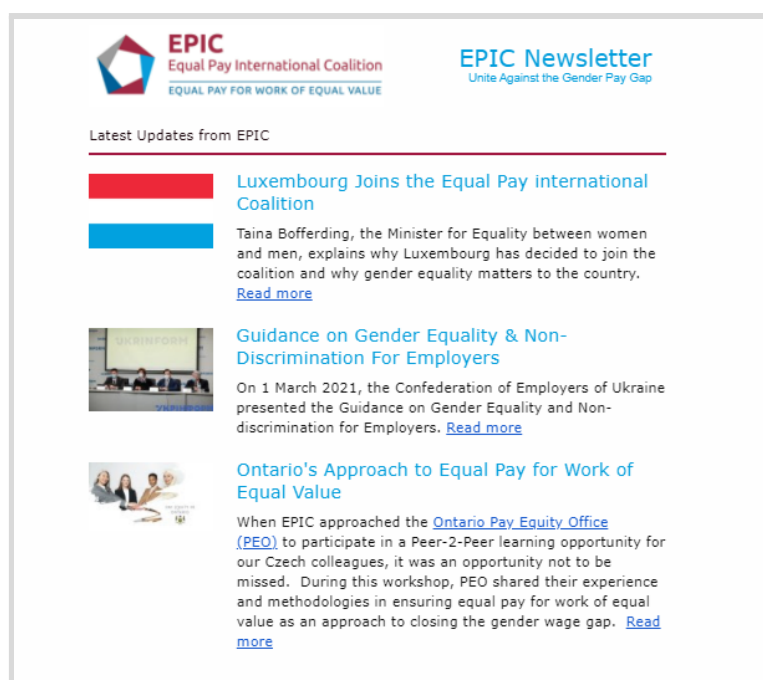 EPIC
Equal Pay International Coalition
EQUAL PAY FOR WORK OF EQUAL VALUE
EPIC Newsletter
Unite Against the Gender Pay Gap
Latest Updates from EPIC
Luxembourg Joins the Equal Pay international
Coalition
Taina Bofferding, the Minister for Equality between women
and men, explains why Luxembourg has decided to join the
coalition and why gender equality matters to the country.
Read more
UKRINFORM
Guidance on Gender Equality & Non-
Discrimination For Employers
On 1 March 2021, the Confederation of Employers of Ukraine
presented the Guidance on Gender Equality and Non-
discrimination for Employers. Read more
UKRINFORM
Ontario's Approach to Equal Pay for Work of
Equal Value
When EPIC approached the Ontario Pay Equity Office
(PEO) to participate in a Peer-2-Peer learning opportunity for
our Czech colleagues, it was an opportunity not to be
missed.  During this workshop, PEO shared their experience
and methodologies in ensuring equal pay for work of equal
value as an approach to closing the gender wage gap.  Read
more